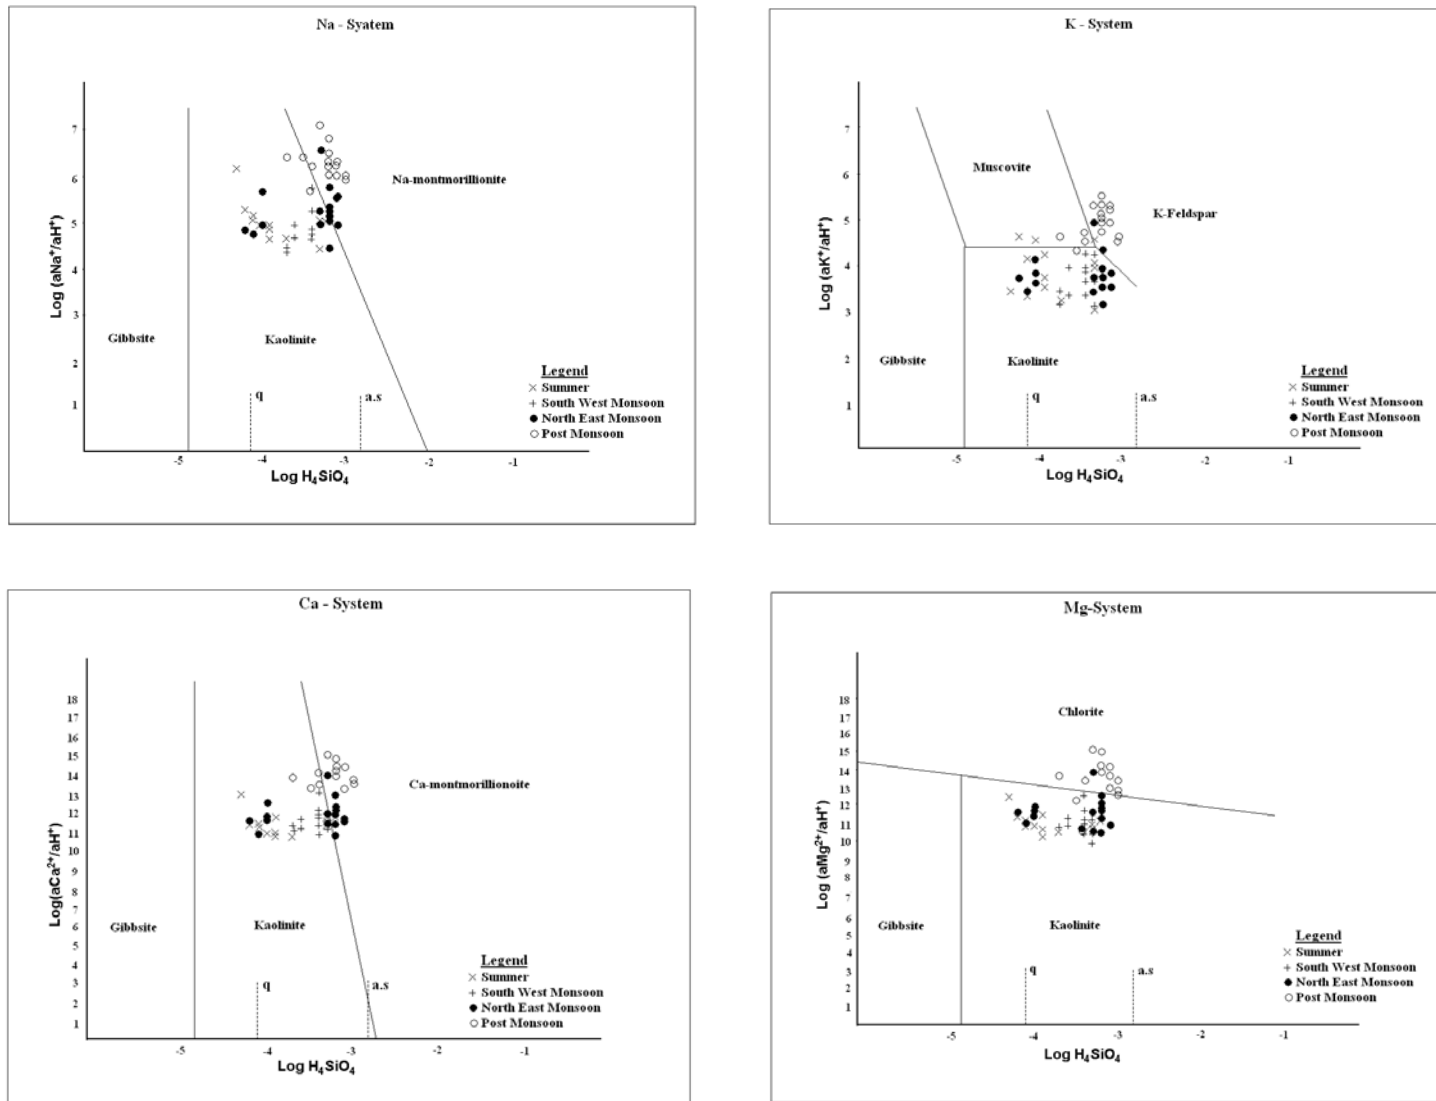 Na - Syatem
Log (aNa⁺/aH⁺)
7
6
5
4
3
2
1
Na-montmorillionite
Gibbsite
Kaolinite
q
a.s
Legend
Summer
South West Monsoon
North East Monsoon
Post Monsoon
-5 -4 -3 -2 -1
Log H₄SiO₄
K - System
Log (aK⁺/aH⁺)
7
6
5
4
3
2
1
Muscovite
K-Feldspar
Gibbsite
Kaolinite
q
a.s
Legend
Summer
South West Monsoon
North East Monsoon
Post Monsoon
-5 -4 -3 -2 -1
Log H₄SiO₄
Ca - System
Log(aCa²⁺/aH⁺)
18
17
16
15
14
13
12
11
10
9
8
7
6
5
4
3
2
1
Ca-montmorillionoite
Gibbsite
Kaolinite
q
a.s
Legend
Summer
South West Monsoon
North East Monsoon
Post Monsoon
-5 -4 -3 -2 -1
Log H₄SiO₄
Mg-System
Log (aMg²⁺/aH⁺)
18
17
16
15
14
13
12
11
10
9
8
7
6
5
4
3
2
1
Chlorite
Gibbsite
Kaolinite
q
a.s
Legend
Summer
South West Monsoon
North East Monsoon
Post Monsoon
-5 -4 -3 -2 -1
Log H₄SiO₄